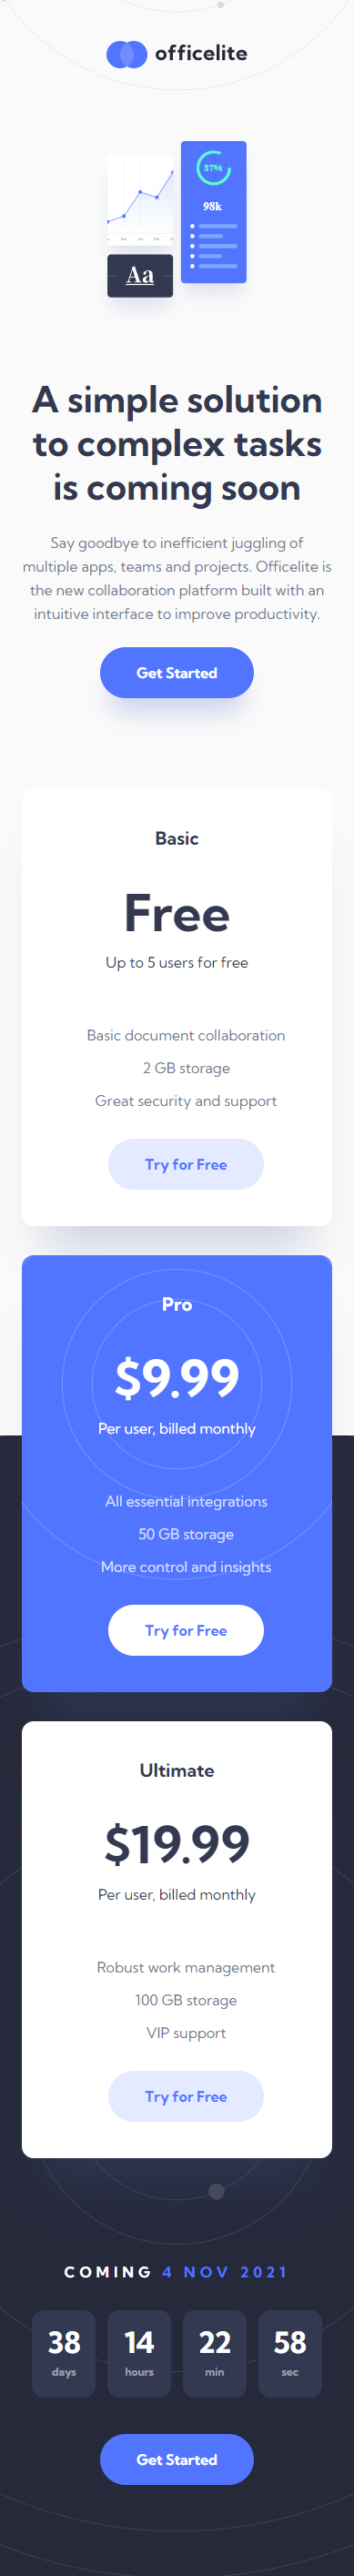 officelite
37%
98k
Aa
A simple solution
to complex tasks
is coming soon
Say goodbye to inefficient juggling of
multiple apps, teams and projects. Officelite is
the new collaboration platform built with an
intuitive interface to improve productivity.
Get Started
Basic
Free
Up to 5 users for free
Basic document collaboration
2 GB storage
Great security and support
Try for Free
Pro
$9.99
Per user, billed monthly
All essential integrations
50 GB storage
More control and insights
Try for Free
Ultimate
$19.99
Per user, billed monthly
Robust work management
100 GB storage
VIP support
Try for Free
COMING 4 NOV 2021
38 14 22 58
days hours min sec
Get Started